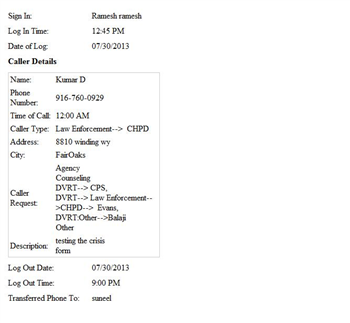 Sign In: Ramesh ramesh
Log In Time: 12:45 PM
Date of Log: 07/30/2013
Caller Details
Name: Kumar D
Phone Number: 916-760-0929
Time of Call: 12:00 AM
Caller Type: Law Enforcement--> CHPD
Address: 8810 winding wy
City: FairOaks
Caller Request: Agency
Counseling
DVRT--> CPS,
DVRT--> Law Enforcement--
>CHPD--> Evans,
DVRT:Other-->Balaji
Other
Description: testing the crisis
form
Log Out Date: 07/30/2013
Log Out Time: 9:00 PM
Transferred Phone To: suneel